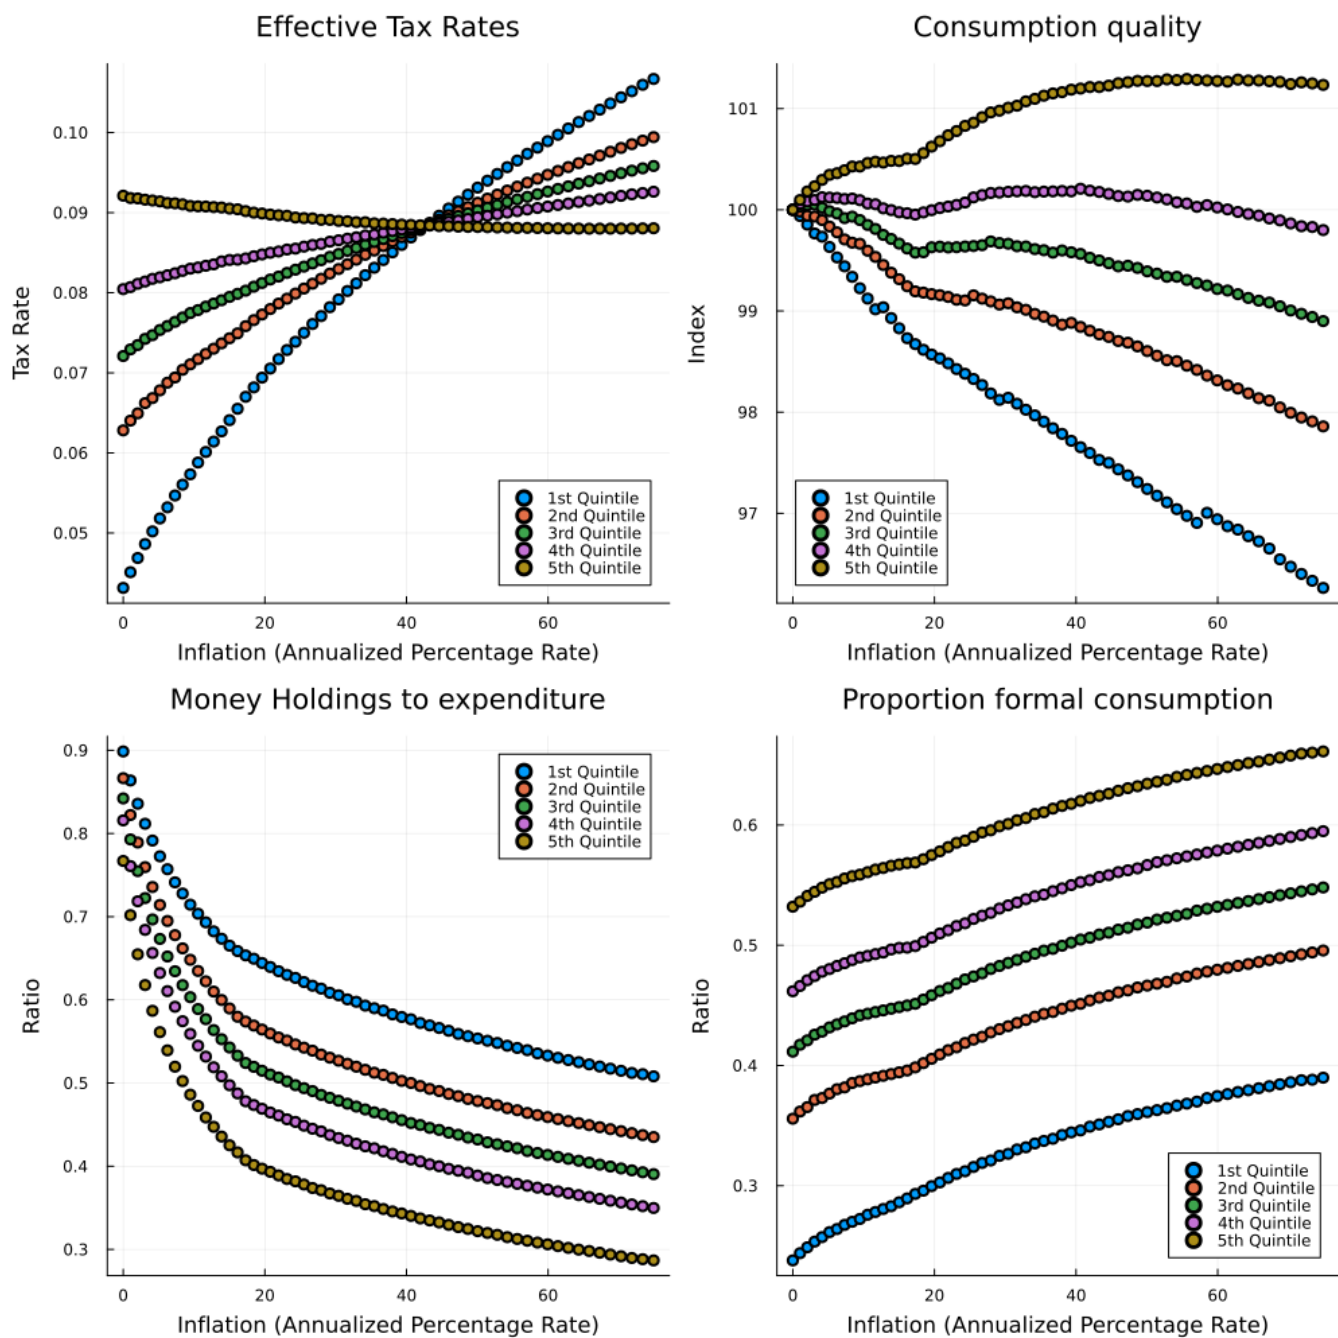 Effective Tax Rates
Tax Rate
0.10
0.09
0.08
0.07
0.06
0.05
1st Quintile
2nd Quintile
3rd Quintile
4th Quintile
5th Quintile
0 20 40 60
Inflation (Annualized Percentage Rate)
Consumption quality
Index
101
100
99
98
97
1st Quintile
2nd Quintile
3rd Quintile
4th Quintile
5th Quintile
0 20 40 60
Inflation (Annualized Percentage Rate)
Money Holdings to expenditure
Ratio
0.9
0.8
0.7
0.6
0.5
0.4
0.3
1st Quintile
2nd Quintile
3rd Quintile
4th Quintile
5th Quintile
0 20 40 60
Inflation (Annualized Percentage Rate)
Proportion formal consumption
Ratio
0.6
0.5
0.4
0.3
1st Quintile
2nd Quintile
3rd Quintile
4th Quintile
5th Quintile
0 20 40 60
Inflation (Annualized Percentage Rate)